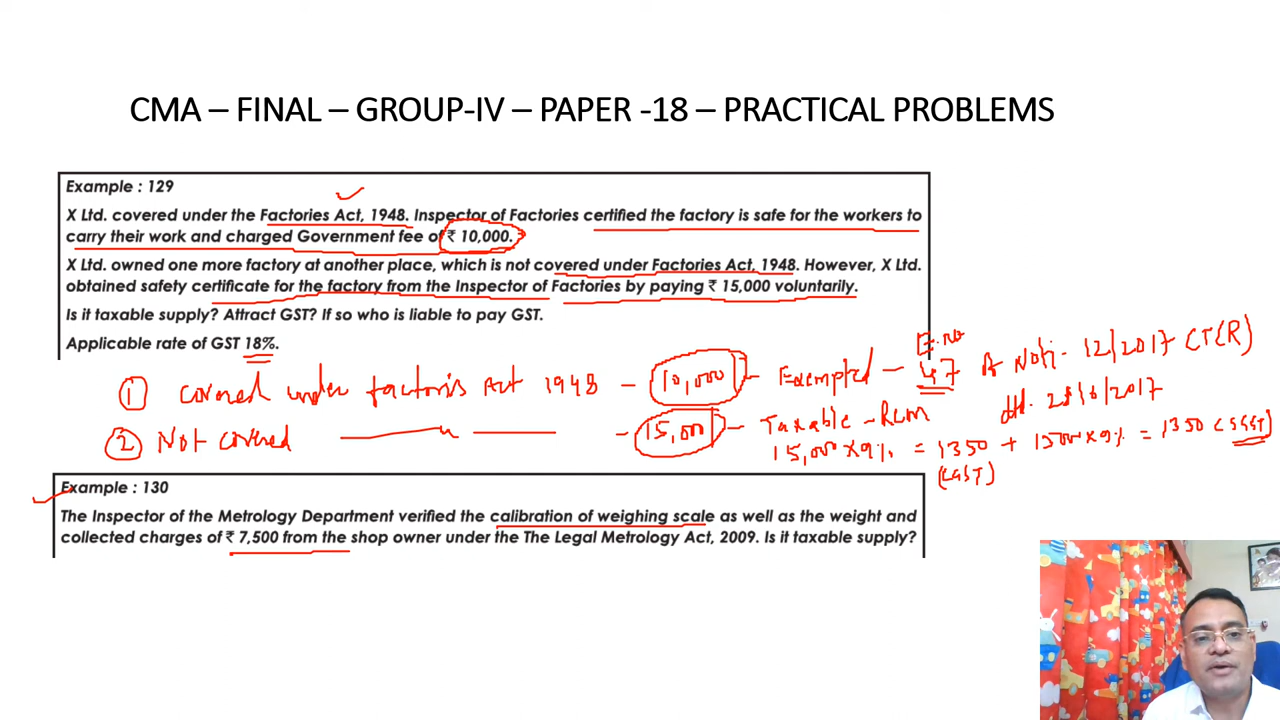 CMA – FINAL – GROUP-IV – PAPER -18 – PRACTICAL PROBLEMS
Example : 129
X Ltd. covered under the Factories Act, 1948. Inspector of Factories certified the factory is safe for the workers to
carry their work and charged Government fee of ₹ 10,000.
X Ltd. owned one more factory at another place, which is not covered under Factories Act, 1948. However, X Ltd.
obtained safety certificate for the factory from the Inspector of Factories by paying ₹ 15,000 voluntarily.
Is it taxable supply? Attract GST? If so who is liable to pay GST.
Applicable rate of GST 18%.
E. No
① Covered under factories Act 1948 – 10,000 – Exempted – 47 of Noti. 12/2017 CT(R)
dtd. 28/6/2017
② Not covered – 15,000 – Taxable – RCM
15,000 x 9% = 1350 + 15000 x 9% = 1350 (SGST)
(CGST)
Example : 130
The Inspector of the Metrology Department verified the calibration of weighing scale as well as the weight and
collected charges of ₹ 7,500 from the shop owner under the The Legal Metrology Act, 2009. Is it taxable supply?